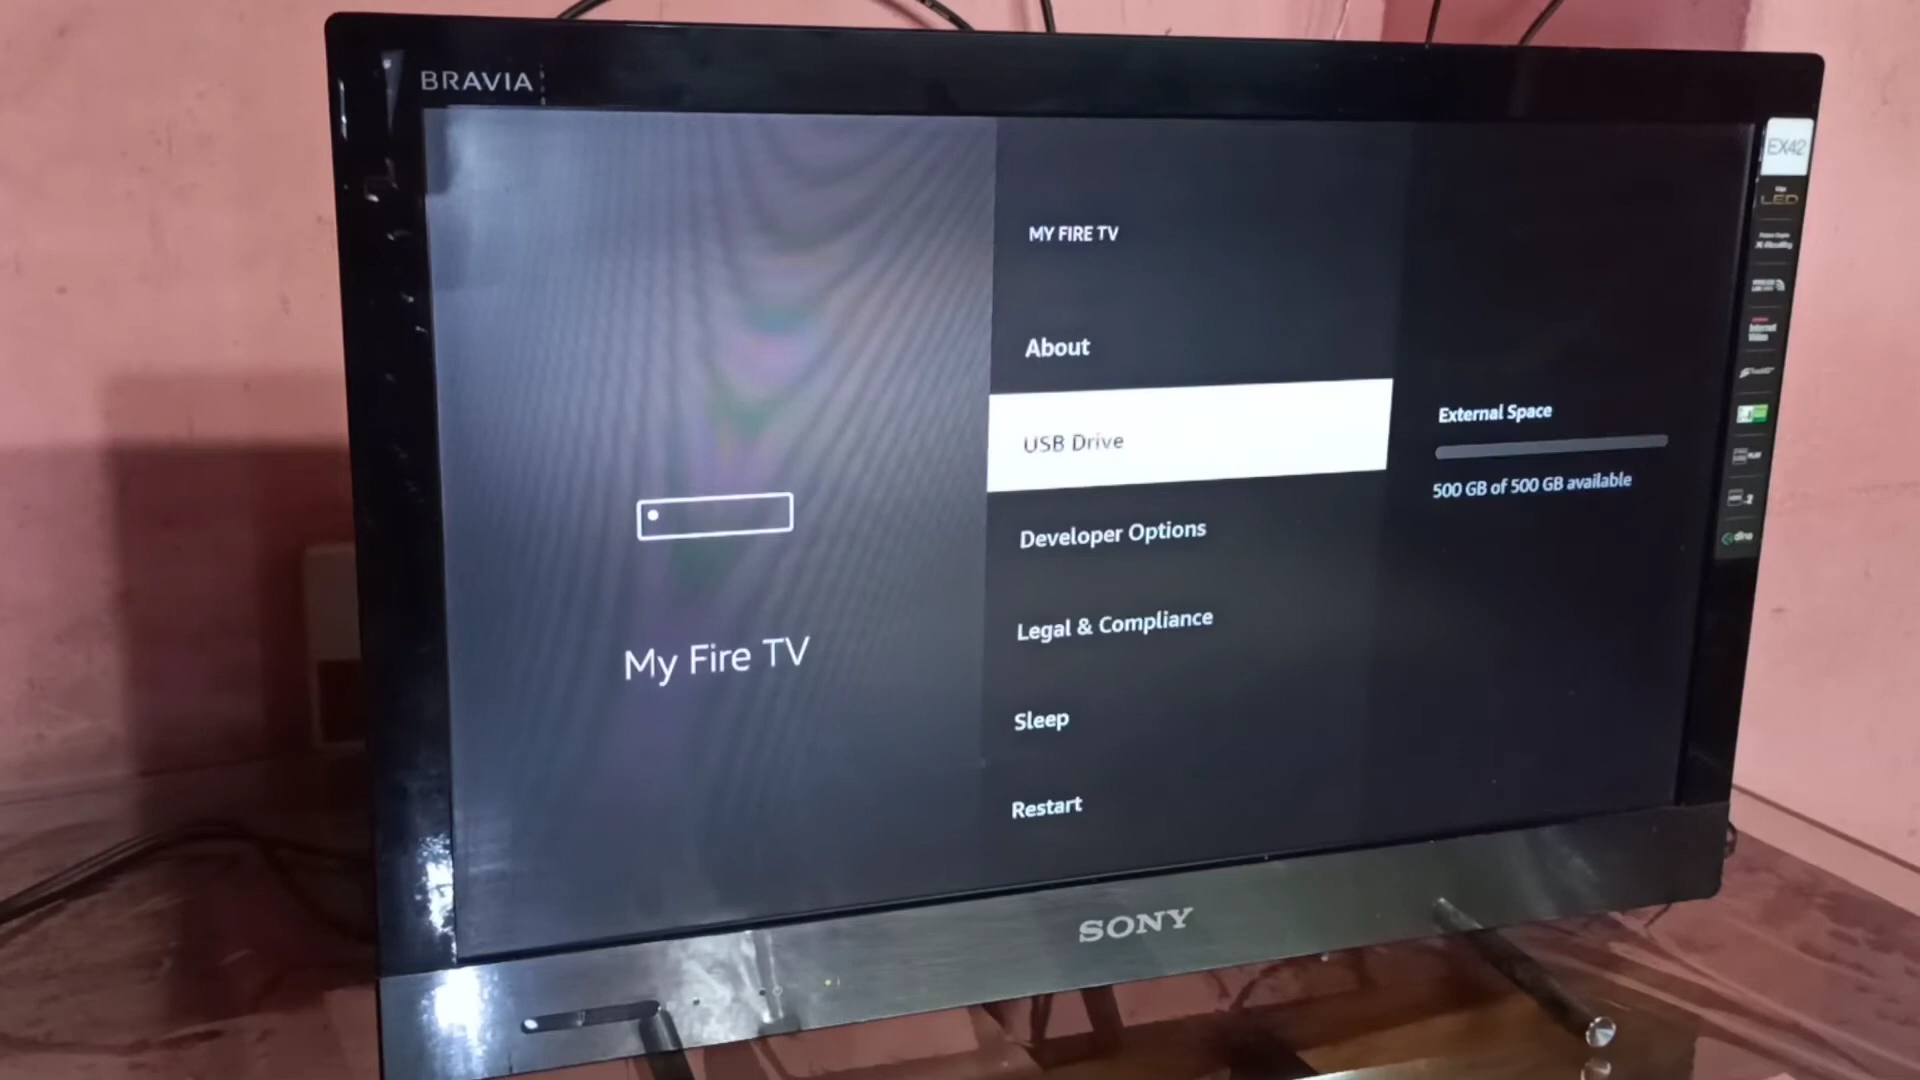 BRAVIA
EX42
LED
MY FIRE TV
About
USB Drive
External Space
500 GB of 500 GB available
Developer Options
Legal & Compliance
My Fire TV
Sleep
Restart
dlna
SONY